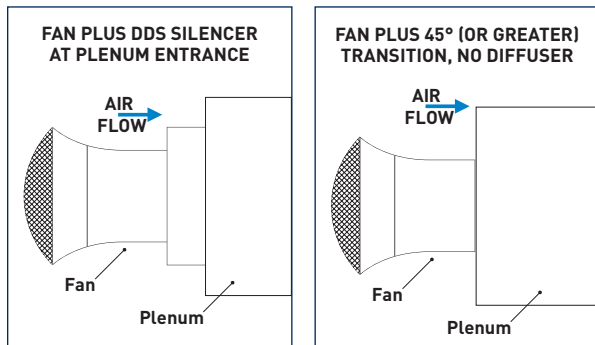 FAN PLUS DDS SILENCER
AT PLENUM ENTRANCE
AIR
FLOW
Fan
Plenum
FAN PLUS 45° (OR GREATER)
TRANSITION, NO DIFFUSER
AIR
FLOW
Fan
Plenum